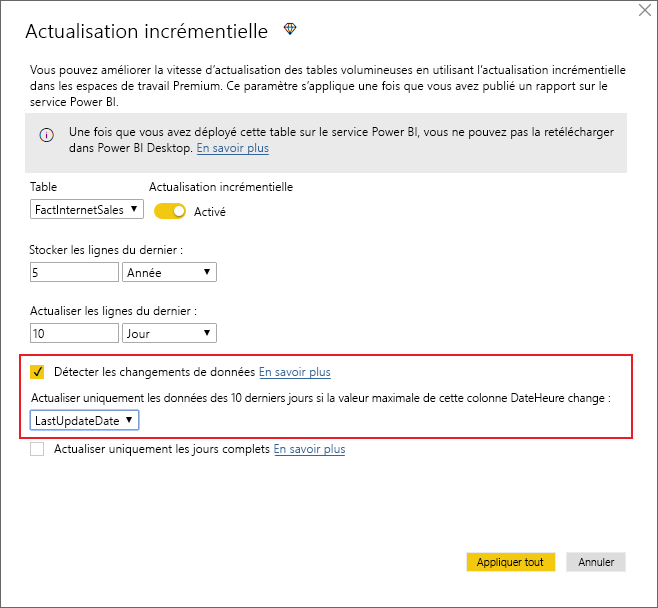 Actualisation incrémentielle
Vous pouvez améliorer la vitesse d'actualisation des tables volumineuses en utilisant l'actualisation incrémentielle
dans les espaces de travail Premium. Ce paramètre s'applique une fois que vous avez publié un rapport sur le
service Power BI.
Une fois que vous avez déployé cette table sur le service Power BI, vous ne pouvez pas la retélécharger
dans Power BI Desktop. En savoir plus
Table Actualisation incrémentielle
FactInternetSales Activé
Stocker les lignes du dernier :
5 Année
Actualiser les lignes du dernier :
10 Jour
Détecter les changements de données En savoir plus
Actualiser uniquement les données des 10 derniers jours si la valeur maximale de cette colonne DateHeure change :
LastUpdateDate
Actualiser uniquement les jours complets En savoir plus
Appliquer tout Annuler